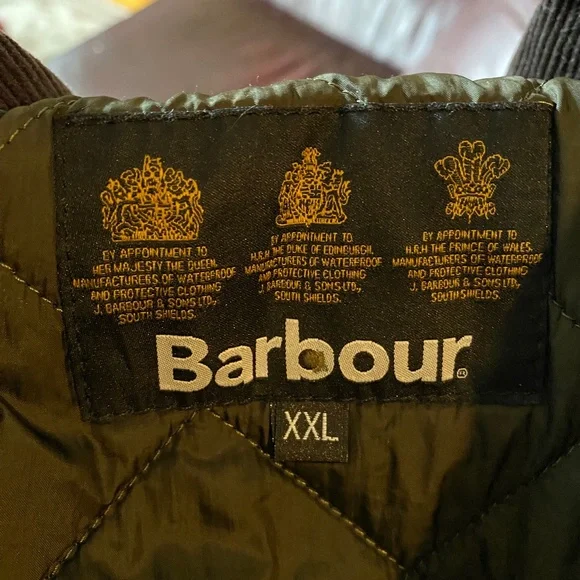 BY APPOINTMENT TO
HER MAJESTY THE QUEEN
MANUFACTURERS OF WATERPROOF
AND PROTECTIVE CLOTHING
J. BARBOUR & SONS LTD.,
SOUTH SHIELDS.
BY APPOINTMENT TO
H.R.H. THE DUKE OF EDINBURGH
MANUFACTURERS OF WATERPROOF
AND PROTECTIVE CLOTHING
J. BARBOUR & SONS LTD.,
SOUTH SHIELDS.
BY APPOINTMENT TO
H.R.H THE PRINCE OF WALES
MANUFACTURERS OF WATERPROOF
AND PROTECTIVE CLOTHING
J. BARBOUR & SONS LTD.,
SOUTH SHIELDS.
Barbour®
XXL